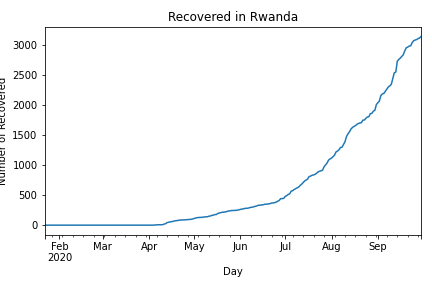 Recovered in Rwanda
Number of Recovered
3000
2500
2000
1500
1000
500
0
Feb Mar Apr May Jun Jul Aug Sep
2020
Day